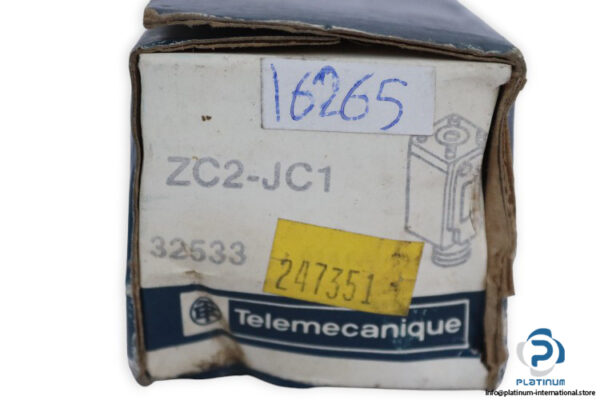 16265
ZC2-JC1
32533
247351
Telemecanique
PLATINUM
Info@platinum-international.store